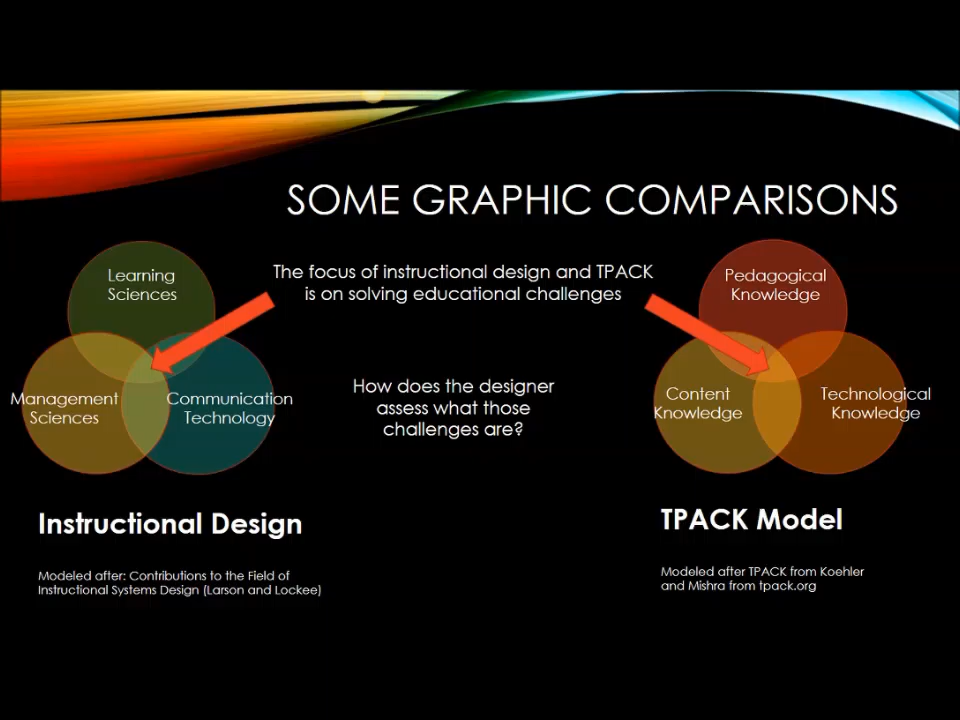 SOME GRAPHIC COMPARISONS
Learning
Sciences
Management
Sciences
Communication
Technology
The focus of instructional design and TPACK
is on solving educational challenges
How does the designer
assess what those
challenges are?
Pedagogical
Knowledge
Content
Knowledge
Technological
Knowledge
Instructional Design
Modeled after: Contributions to the Field of
Instructional Systems Design (Larson and Lockee)
TPACK Model
Modeled after TPACK from Koehler
and Mishra from tpack.org